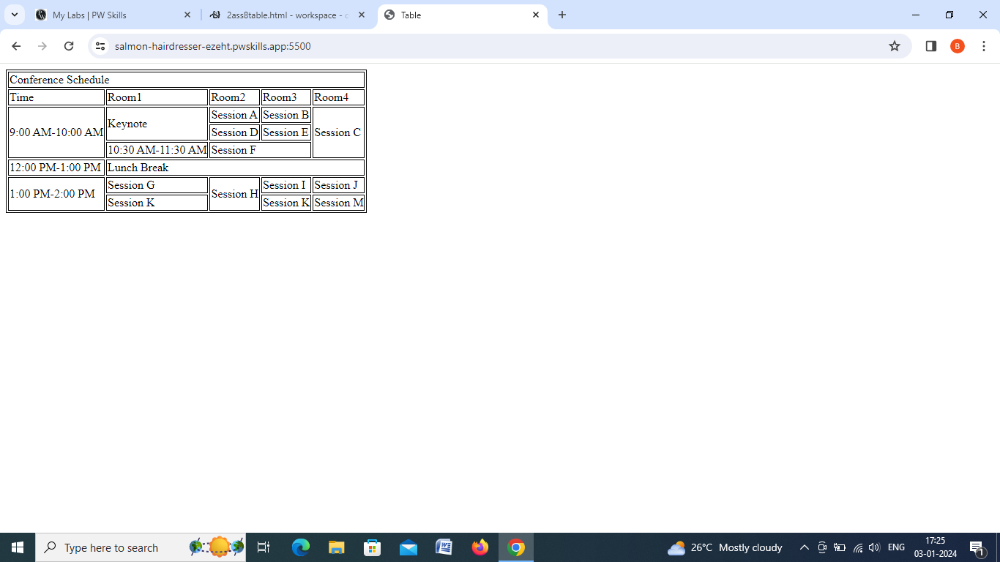 My Labs | PW Skills
2ass8table.html - workspace -
Table
salmon-hairdresser-ezeht.pwskills.app:5500
B
Conference Schedule
Time Room1 Room2 Room3 Room4
9:00 AM-10:00 AM Keynote Session A Session B Session C
Session D Session E
10:30 AM-11:30 AM Session F
12:00 PM-1:00 PM Lunch Break
1:00 PM-2:00 PM Session G Session H Session I Session J
Session K Session K Session M
Type here to search
26°C Mostly cloudy
ENG
17:25
03-01-2024
1